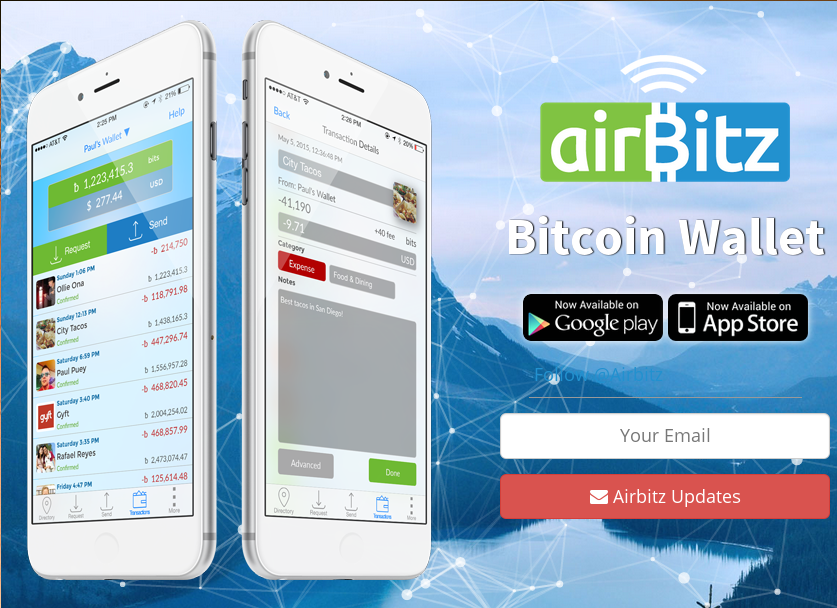 AT&T
2:25 PM
21%
Paul's Wallet ▼
Help
ƀ 1,223,415.3
bits
$ 277.44
USD
Request
Send
-ƀ 214,750
Sunday 1:06 PM
Ollie Ona
ƀ 1,223,415.3
Confirmed
-ƀ 118,791.98
Sunday 12:13 PM
City Tacos
ƀ 1,438,165.3
Confirmed
-ƀ 447,296.74
Saturday 6:59 PM
Paul Puey
ƀ 1,556,957.28
Confirmed
-ƀ 468,820.45
Saturday 3:40 PM
gyft
Gyft
ƀ 2,004,254.02
Confirmed
-ƀ 468,857.99
Saturday 3:35 PM
Rafael Reyes
ƀ 2,473,074.47
Confirmed
-ƀ 125,614.48
Friday 4:47 PM
Directory
Request
Send
Transactions
More
AT&T
2:26 PM
20%
Back
Transaction Details
May 5, 2015, 12:36:48 PM
City Tacos
From: Paul's Wallet
-41,190
+40 fee
bits
-9.71
USD
Category
Expense
Food & Dining
Notes
Best tacos in San Diego!
Advanced
Done
Directory
Request
Send
Transactions
More
airBitz
Bitcoin Wallet
Now Available on
Google play
Now Available on
App Store
Follow @Airbitz
Your Email
Airbitz Updates